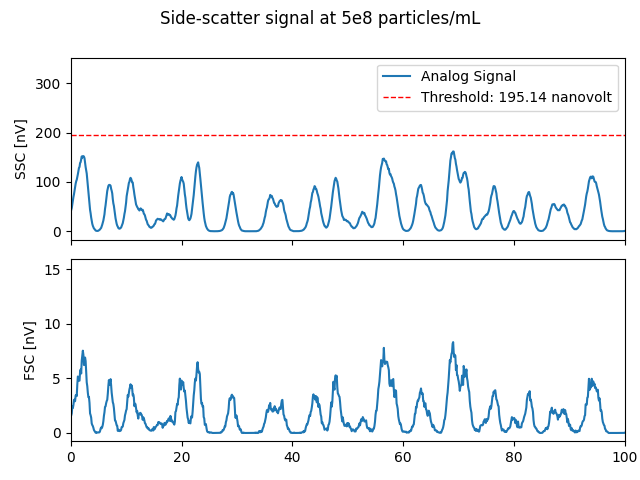 Side-scatter signal at 5e8 particles/mL
300
200
100
0
SSC [nV]
Analog Signal
Threshold: 195.14 nanovolt
15
10
5
0
FSC [nV]
0 20 40 60 80 100